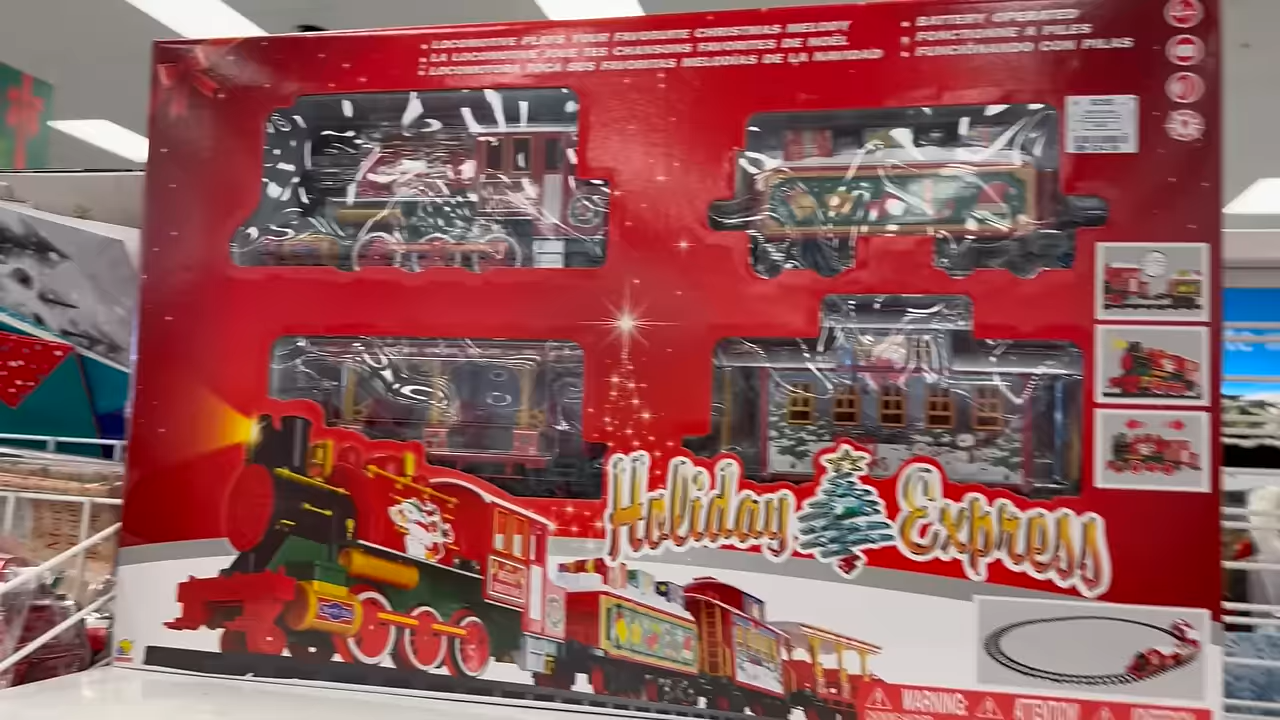 LOCOMOTIVE PLAYS YOUR FAVOURITE CHRISTMAS MELODY
LA LOCOMOTIVE JOUE TES CHANSONS FAVORITES DE NOËL
LOCOMOTORA TOCA SUS FAVORITAS MELODÍAS DE LA NAVIDAD
BATTERY OPERATED
FONCTIONNE A PILES
FUNCIONANDO CON PILAS
Holiday Express
WARNING: ATENTION